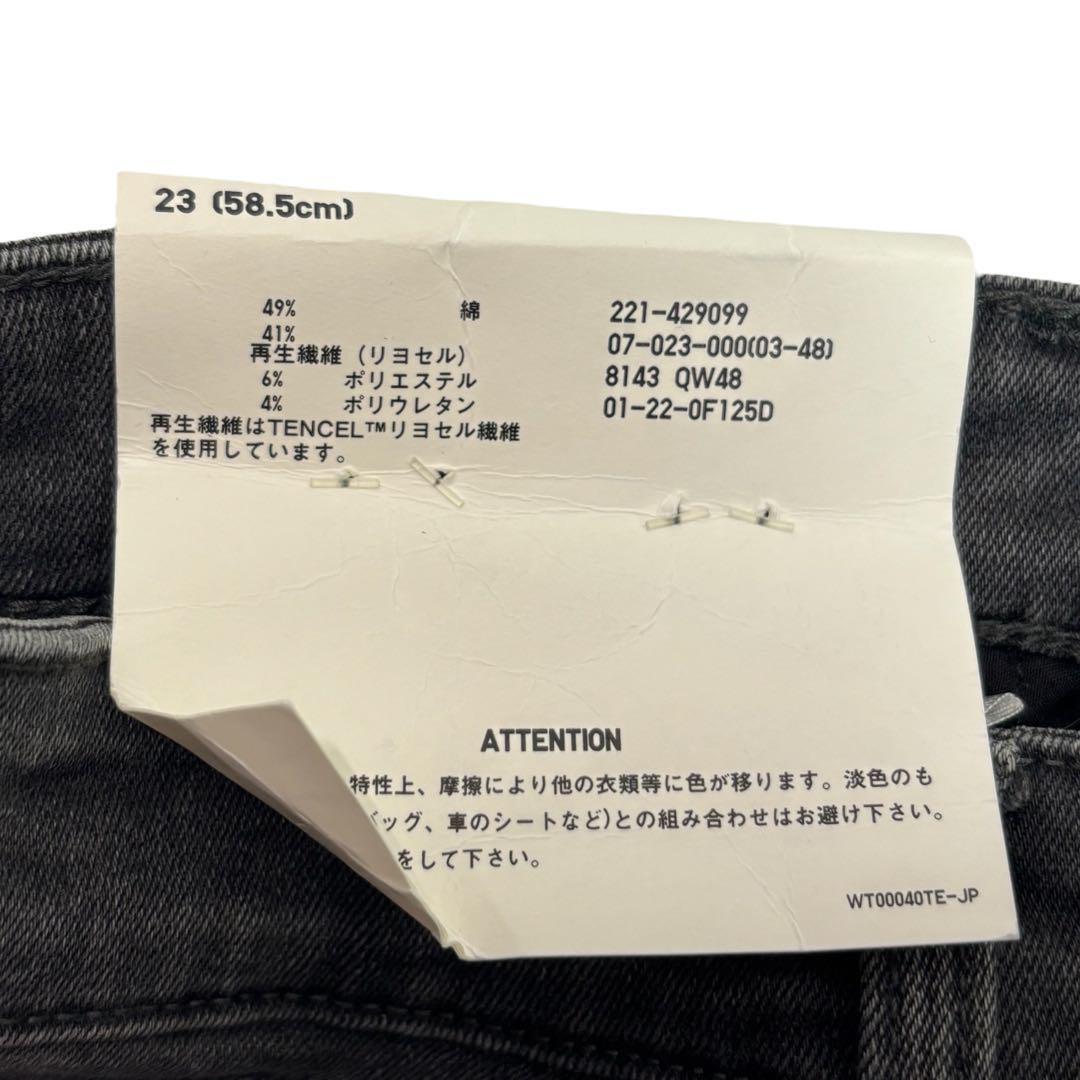 23 (58.5cm)
49% 綿
41%
再生繊維 (リヨセル)
6% ポリエステル
4% ポリウレタン
再生繊維はTENCEL™リヨセル繊維
を使用しています。
221-429099
07-023-000(03-48)
8143 QW48
01-22-0F125D
ATTENTION
特性上、摩擦により他の衣類等に色が移ります。淡色のも
ッグ、車のシートなど)との組み合わせはお避け下さい。
をして下さい。
WT00040TE-JP